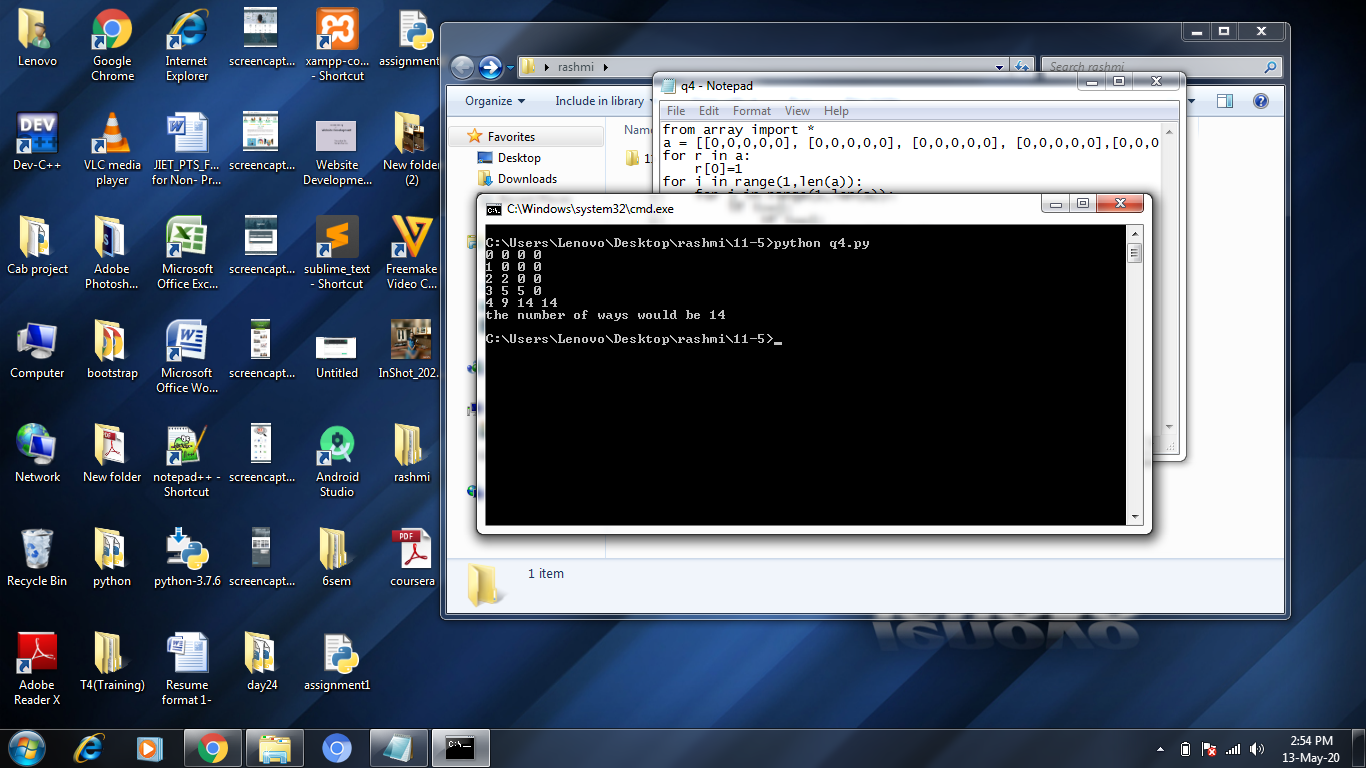 Lenovo
Google Chrome
Internet Explorer
screencapt...
xampp-co... - Shortcut
assignment
Dev-C++
VLC media player
JIET_PTS_F... for Non- Pr...
screencapt...
Website Developme...
New folder (2)
Cab project
Adobe Photosh...
Microsoft Office Exc...
screencapt...
sublime_text - Shortcut
Freemake Video C...
Computer
bootstrap
Microsoft Office Wo...
screencapt...
Untitled
InShot_202...
Network
New folder
notepad++ - Shortcut
screencapt...
Android Studio
rashmi
Recycle Bin
python
python-3.7.6
screencapt...
6sem
coursera
Adobe Reader X
T4(Training)
Resume format 1-
day24
assignment1
rashmi
Search rashmi
Organize
Include in library
Favorites
Desktop
Downloads
Name
1 item
q4 - Notepad
File Edit Format View Help
from array import *
a = [[0,0,0,0,0], [0,0,0,0,0], [0,0,0,0,0], [0,0,0,0,0],[0,0,0
for r in a:
r[0]=1
for i in range(1,len(a)):
C:\Windows\system32\cmd.exe
C:\Users\Lenovo\Desktop\rashmi\11-5>python q4.py
0 0 0 0
1 0 0 0
2 2 0 0
3 5 5 0
4 9 14 14
the number of ways would be 14
C:\Users\Lenovo\Desktop\rashmi\11-5>_
lenovo
2:54 PM
13-May-20